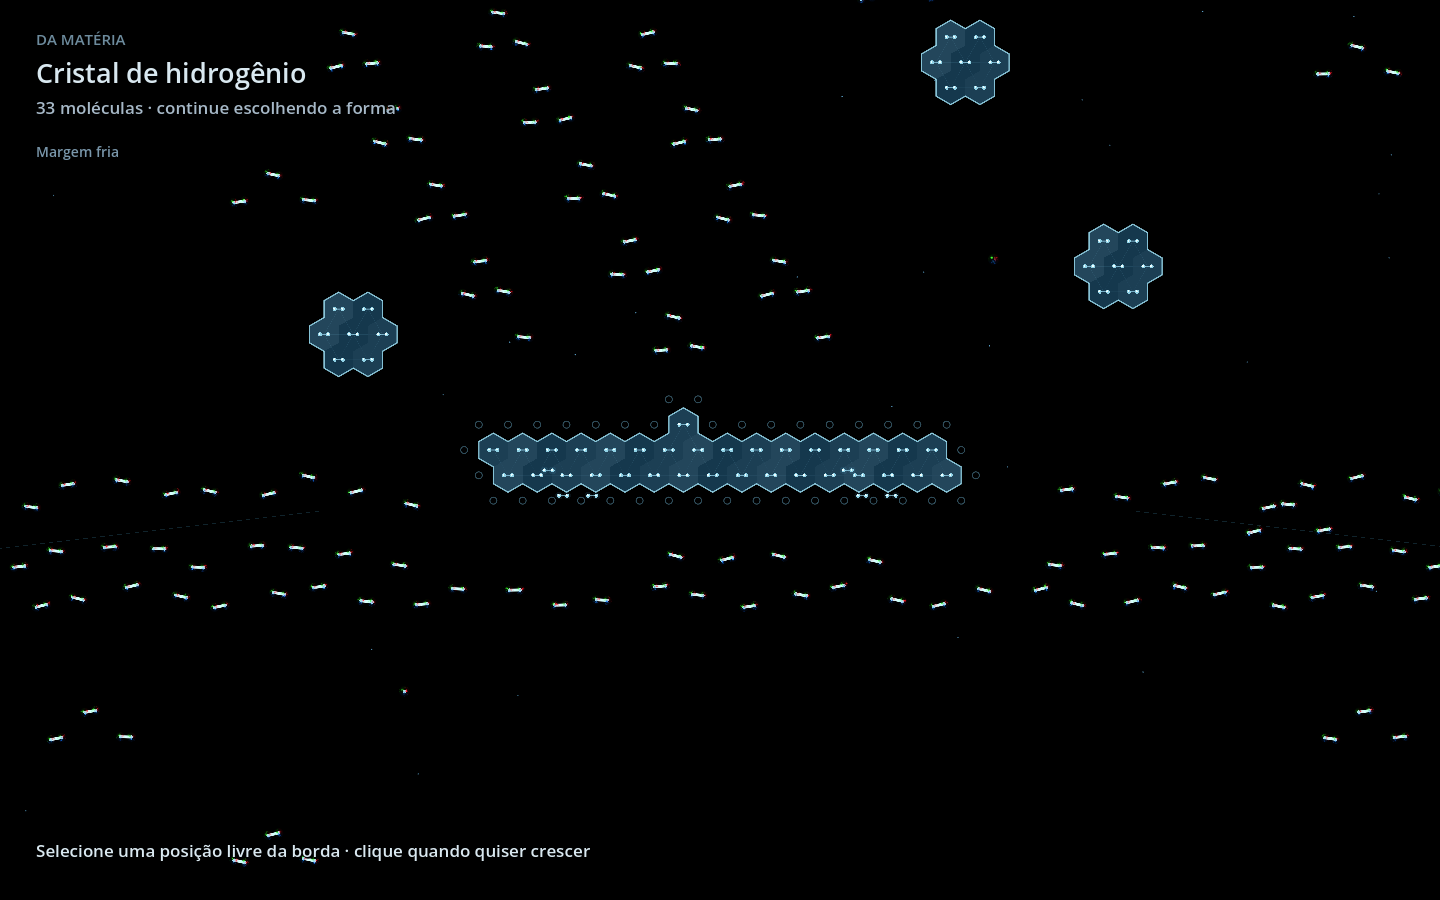 DA MATÉRIA
Cristal de hidrogênio
33 moléculas · continue escolhendo a forma
Margem fria
Selecione uma posição livre da borda · clique quando quiser crescer